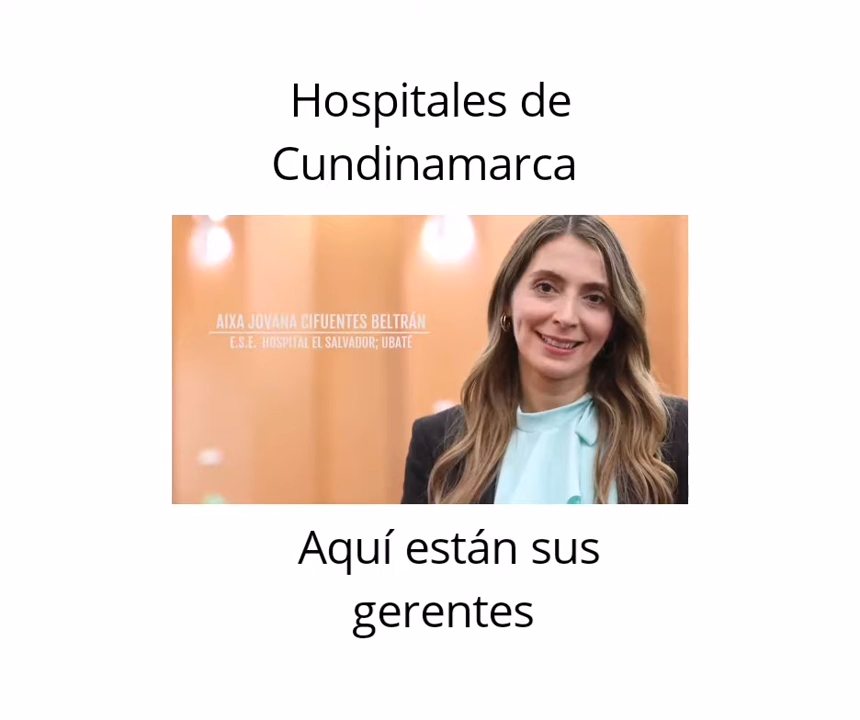 Hospitales de
Cundinamarca
AIXA JOVANA CIFUENTES BELTRÁN
E.S.E. HOSPITAL EL SALVADOR; UBATÉ
Aquí están sus
gerentes